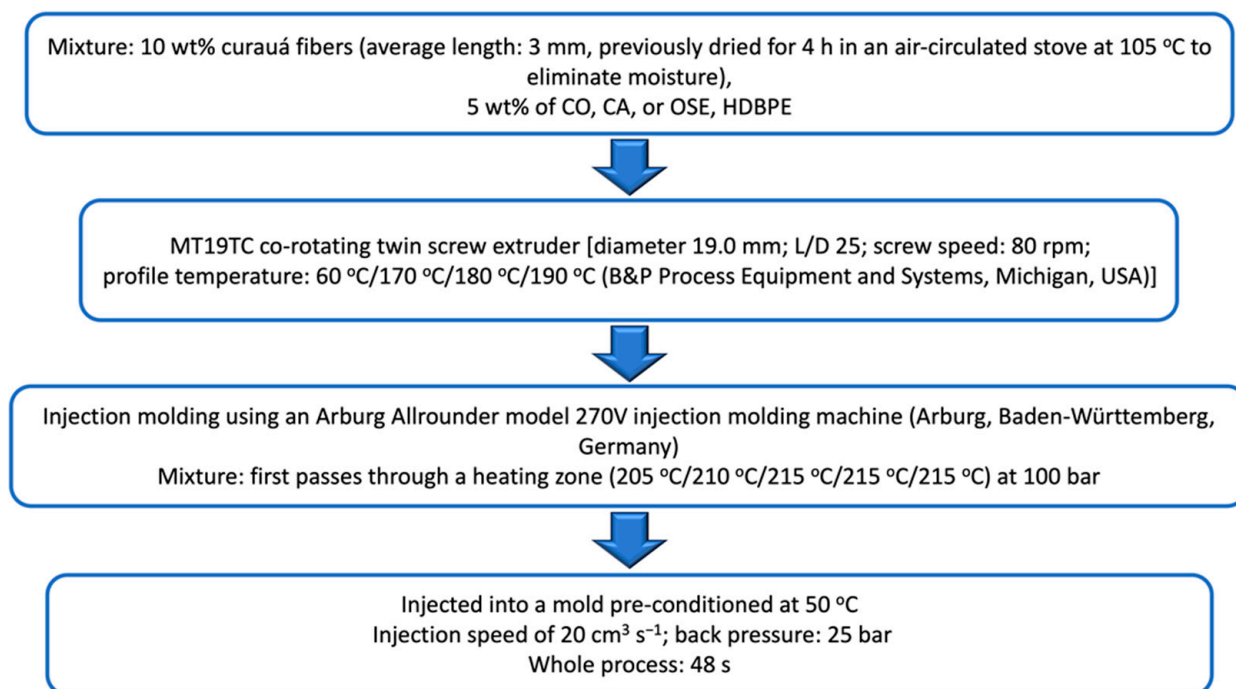 Mixture: 10 wt% curauá fibers (average length: 3 mm, previously dried for 4 h in an air-circulated stove at 105 °C to
eliminate moisture),
5 wt% of CO, CA, or OSE, HDBPE
MT19TC co-rotating twin screw extruder [diameter 19.0 mm; L/D 25; screw speed: 80 rpm;
profile temperature: 60 °C/170 °C/180 °C/190 °C (B&P Process Equipment and Systems, Michigan, USA)]
Injection molding using an Arburg Allrounder model 270V injection molding machine (Arburg, Baden-Württemberg,
Germany)
Mixture: first passes through a heating zone (205 °C/210 °C/215 °C/215 °C/215 °C) at 100 bar
Injected into a mold pre-conditioned at 50 °C
Injection speed of 20 cm³ s⁻¹; back pressure: 25 bar
Whole process: 48 s